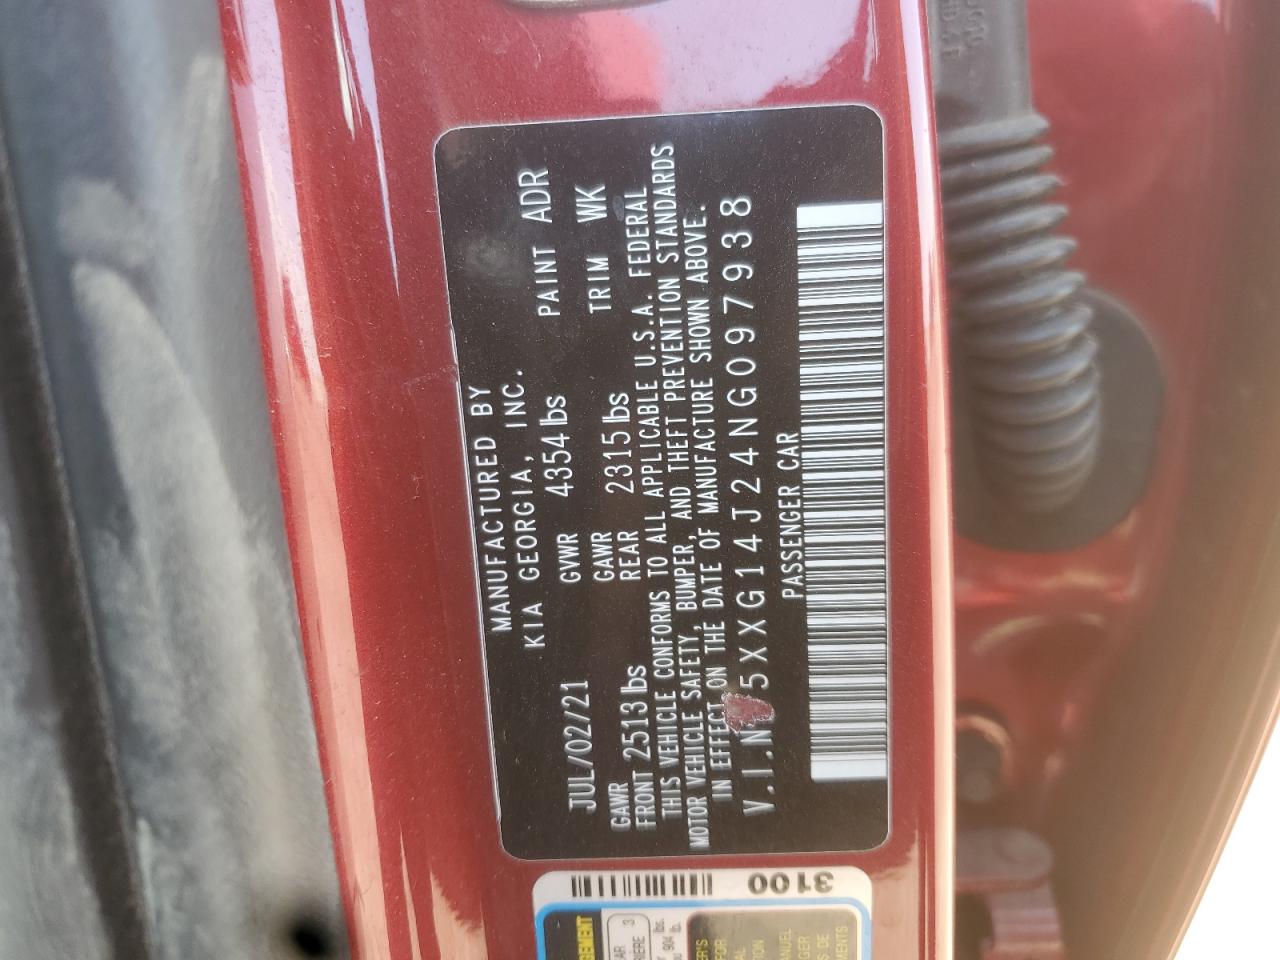 MANUFACTURED BY
KIA GEORGIA, INC.
JUL/02/21 GVWR 4354 lbs PAINT ADR
GAWR FRONT 2513 lbs GAWR REAR 2315 lbs TRIM WK
THIS VEHICLE CONFORMS TO ALL APPLICABLE U.S.A. FEDERAL
MOTOR VEHICLE SAFETY, BUMPER, AND THEFT PREVENTION STANDARDS
IN EFFECT ON THE DATE OF MANUFACTURE SHOWN ABOVE.
V.I.N 5XXG14J24NG097938
PASSENGER CAR
3100